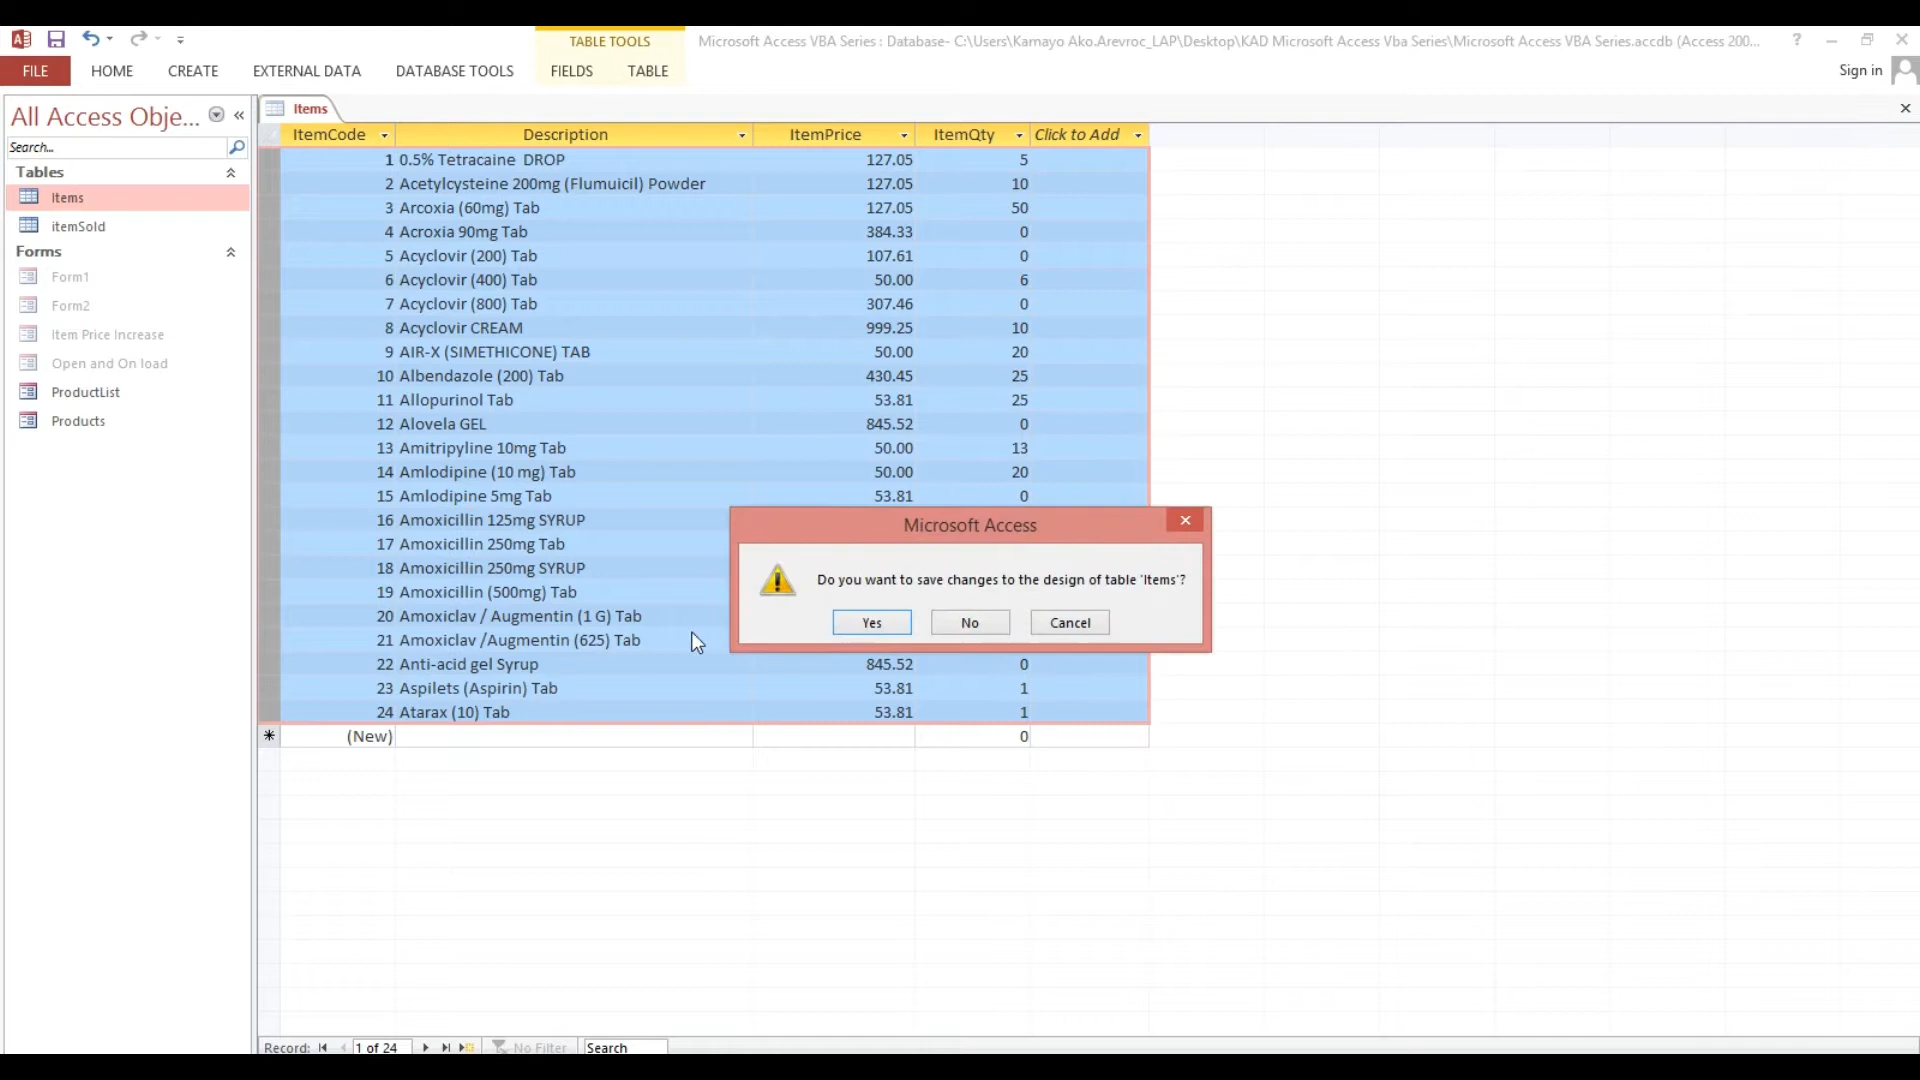 TABLE TOOLS
Microsoft Access VBA Series : Database- C:\Users\Kamayo Ako.Arevroc_LAP\Desktop\KAD Microsoft Access Vba Series\Microsoft Access VBA Series.accdb (Access 200...
?
FILE HOME CREATE EXTERNAL DATA DATABASE TOOLS FIELDS TABLE Sign in
All Access Obje... «
Search...
Tables
Items
itemSold
Forms
Form1
Form2
Item Price Increase
Open and On load
ProductList
Products
Items
ItemCode Description ItemPrice ItemQty Click to Add
1 0.5% Tetracaine  DROP 127.05 5
2 Acetylcysteine 200mg (Flumuicil) Powder 127.05 10
3 Arcoxia (60mg) Tab 127.05 50
4 Acroxia 90mg Tab 384.33 0
5 Acyclovir (200) Tab 107.61 0
6 Acyclovir (400) Tab 50.00 6
7 Acyclovir (800) Tab 307.46 0
8 Acyclovir CREAM 999.25 10
9 AIR-X (SIMETHICONE) TAB 50.00 20
10 Albendazole (200) Tab 430.45 25
11 Allopurinol Tab 53.81 25
12 Alovela GEL 845.52 0
13 Amitripyline 10mg Tab 50.00 13
14 Amlodipine (10 mg) Tab 50.00 20
15 Amlodipine 5mg Tab 53.81 0
16 Amoxicillin 125mg SYRUP
17 Amoxicillin 250mg Tab
18 Amoxicillin 250mg SYRUP
19 Amoxicillin (500mg) Tab
20 Amoxiclav / Augmentin (1 G) Tab
21 Amoxiclav /Augmentin (625) Tab
22 Anti-acid gel Syrup 845.52 0
23 Aspilets (Aspirin) Tab 53.81 1
24 Atarax (10) Tab 53.81 1
(New) 0
Microsoft Access
Do you want to save changes to the design of table 'Items'?
Yes No Cancel
Record: 1 of 24 No Filter Search